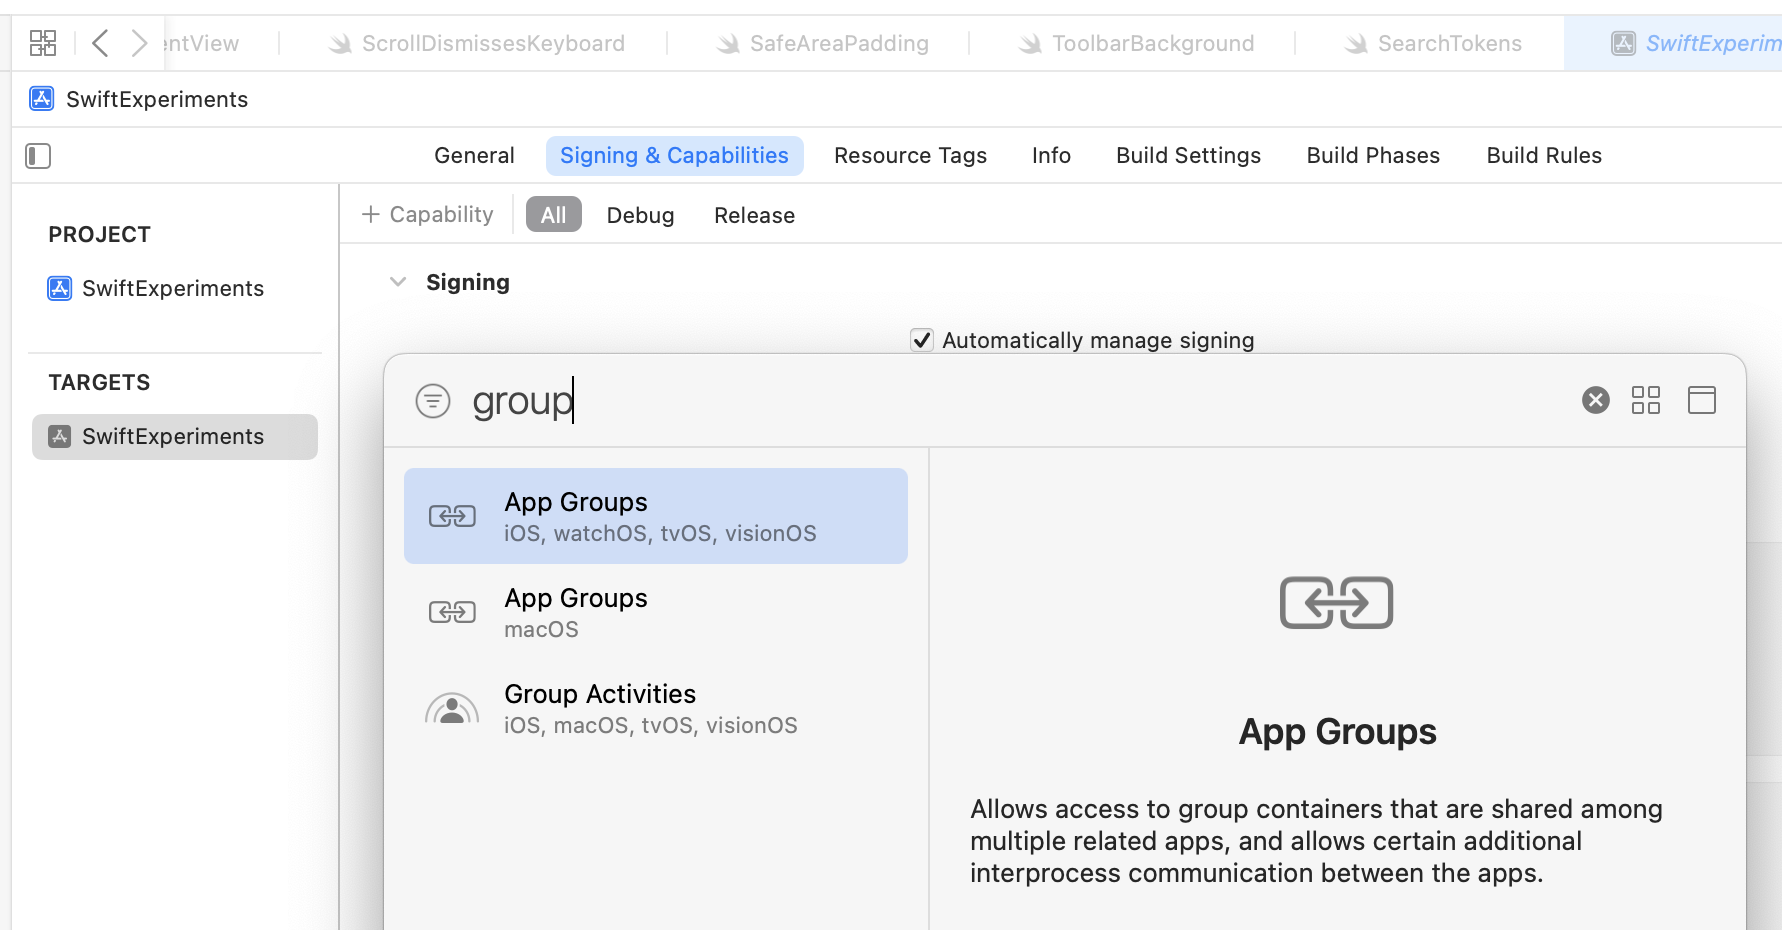 entView
ScrollDismissesKeyboard
SafeAreaPadding
ToolbarBackground
SearchTokens
SwiftExperim
SwiftExperiments
General
Signing & Capabilities
Resource Tags
Info
Build Settings
Build Phases
Build Rules
PROJECT
SwiftExperiments
TARGETS
SwiftExperiments
+ Capability
All
Debug
Release
Signing
Automatically manage signing
group
App Groups
iOS, watchOS, tvOS, visionOS
App Groups
macOS
Group Activities
iOS, macOS, tvOS, visionOS
App Groups
Allows access to group containers that are shared among
multiple related apps, and allows certain additional
interprocess communication between the apps.